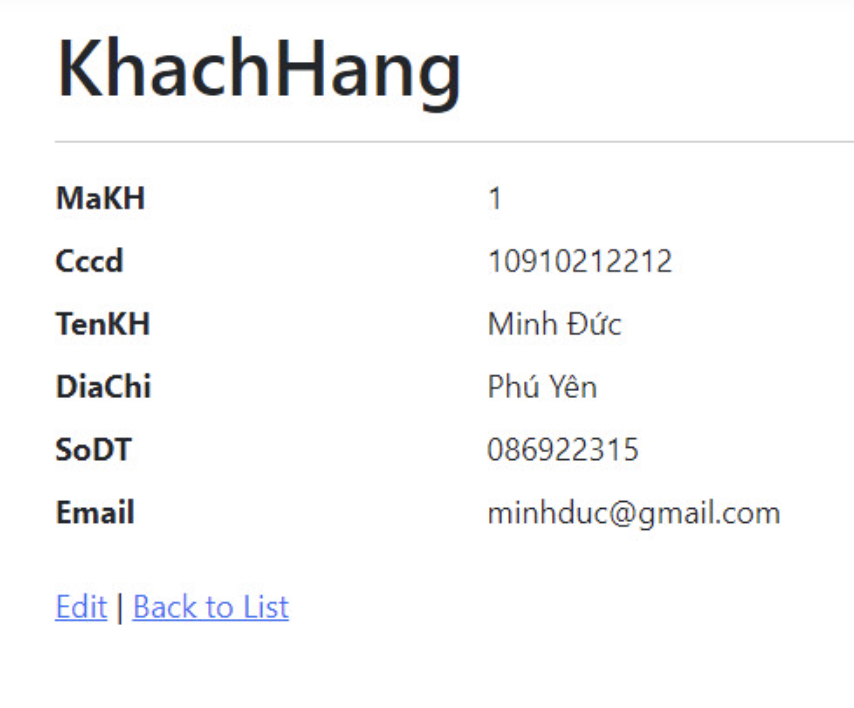 KhachHang
MaKH 1
Cccd 10910212212
TenKH Minh Đức
DiaChi Phú Yên
SoDT 086922315
Email minhduc@gmail.com
Edit | Back to List